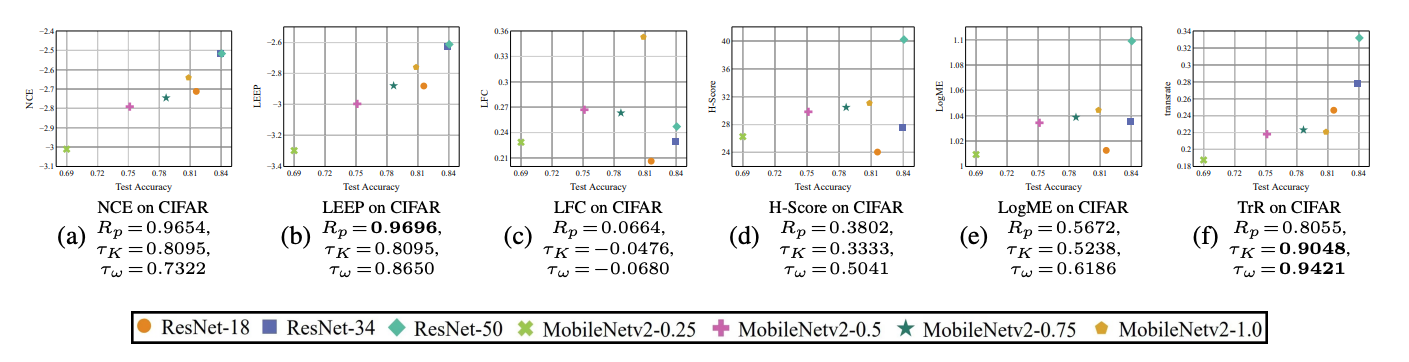 −2.4
−2.5
−2.6
−2.7
−2.8
−2.9
−3
−3.1
NCE
0.69 0.72 0.75 0.78 0.81 0.84
Test Accuracy
NCE on CIFAR
(a) R_p = 0.9654,
τ_K = 0.8095,
τ_ω = 0.7322
−2.6
−2.8
−3
−3.2
−3.4
LEEP
0.69 0.72 0.75 0.78 0.81 0.84
Test Accuracy
LEEP on CIFAR
(b) R_p = 0.9696,
τ_K = 0.8095,
τ_ω = 0.8650
0.36
0.33
0.3
0.27
0.24
0.21
LFC
0.69 0.72 0.75 0.78 0.81 0.84
Test Accuracy
LFC on CIFAR
(c) R_p = 0.0664,
τ_K = −0.0476,
τ_ω = −0.0680
40
36
32
28
24
H-Score
0.69 0.72 0.75 0.78 0.81 0.84
Test Accuracy
H-Score on CIFAR
(d) R_p = 0.3802,
τ_K = 0.3333,
τ_ω = 0.5041
1.1
1.08
1.06
1.04
1.02
1
LogME
0.69 0.72 0.75 0.78 0.81 0.84
Test Accuracy
LogME on CIFAR
(e) R_p = 0.5672,
τ_K = 0.5238,
τ_ω = 0.6186
0.34
0.32
0.3
0.28
0.26
0.24
0.22
0.2
0.18
transrate
0.69 0.72 0.75 0.78 0.81 0.84
Test Accuracy
TrR on CIFAR
(f) R_p = 0.8055,
τ_K = 0.9048,
τ_ω = 0.9421
ResNet-18 ResNet-34 ResNet-50 MobileNetv2-0.25 MobileNetv2-0.5 MobileNetv2-0.75 MobileNetv2-1.0